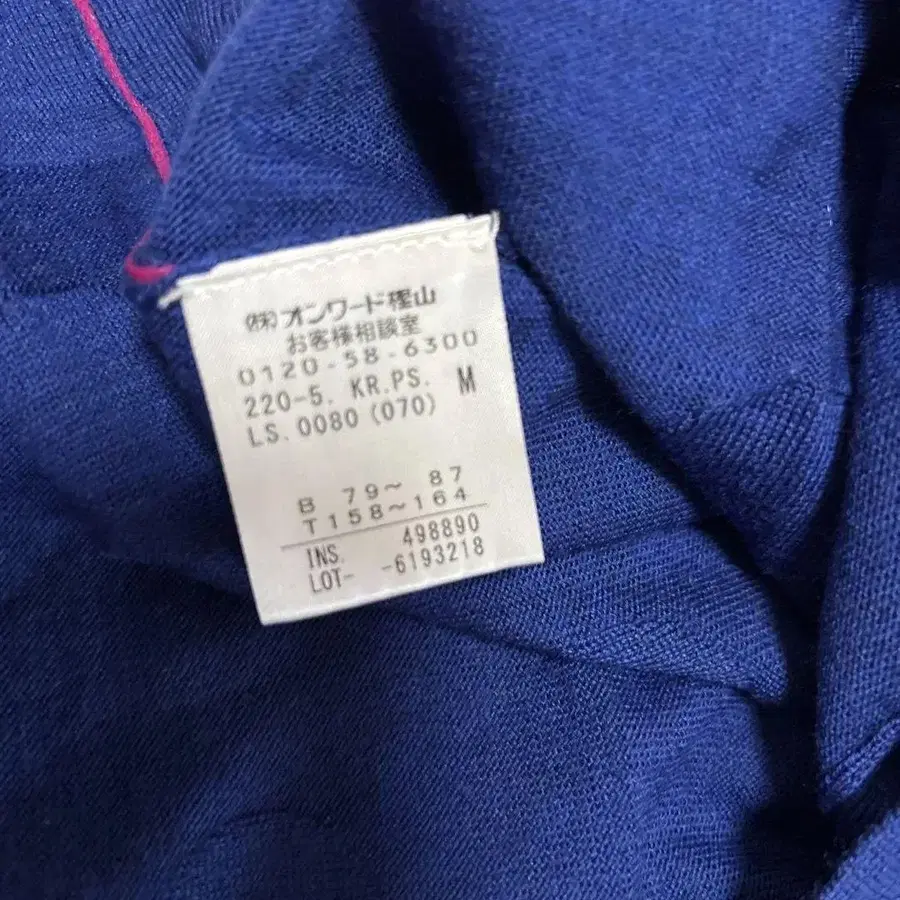 (株)オンワード樫山
お客様相談室
0120-58-6300
220-5. KR.PS. M
LS.0080(070)
B 79~ 87
T158~164
INS. 498890
LOT- -6193218